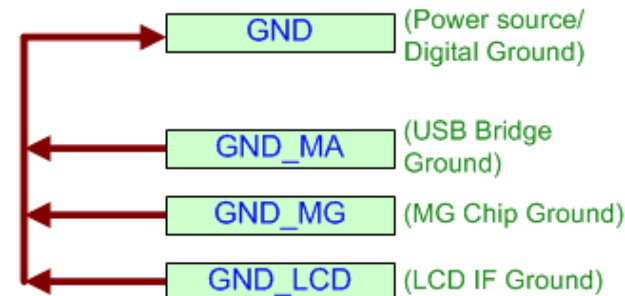 GND
(Power source/
Digital Ground)
GND_MA
(USB Bridge
Ground)
GND_MG
(MG Chip Ground)
GND_LCD
(LCD IF Ground)